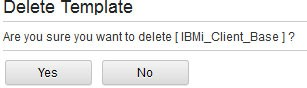 Delete Template
Are you sure you want to delete [ IBMi_Client_Base ] ?
Yes No